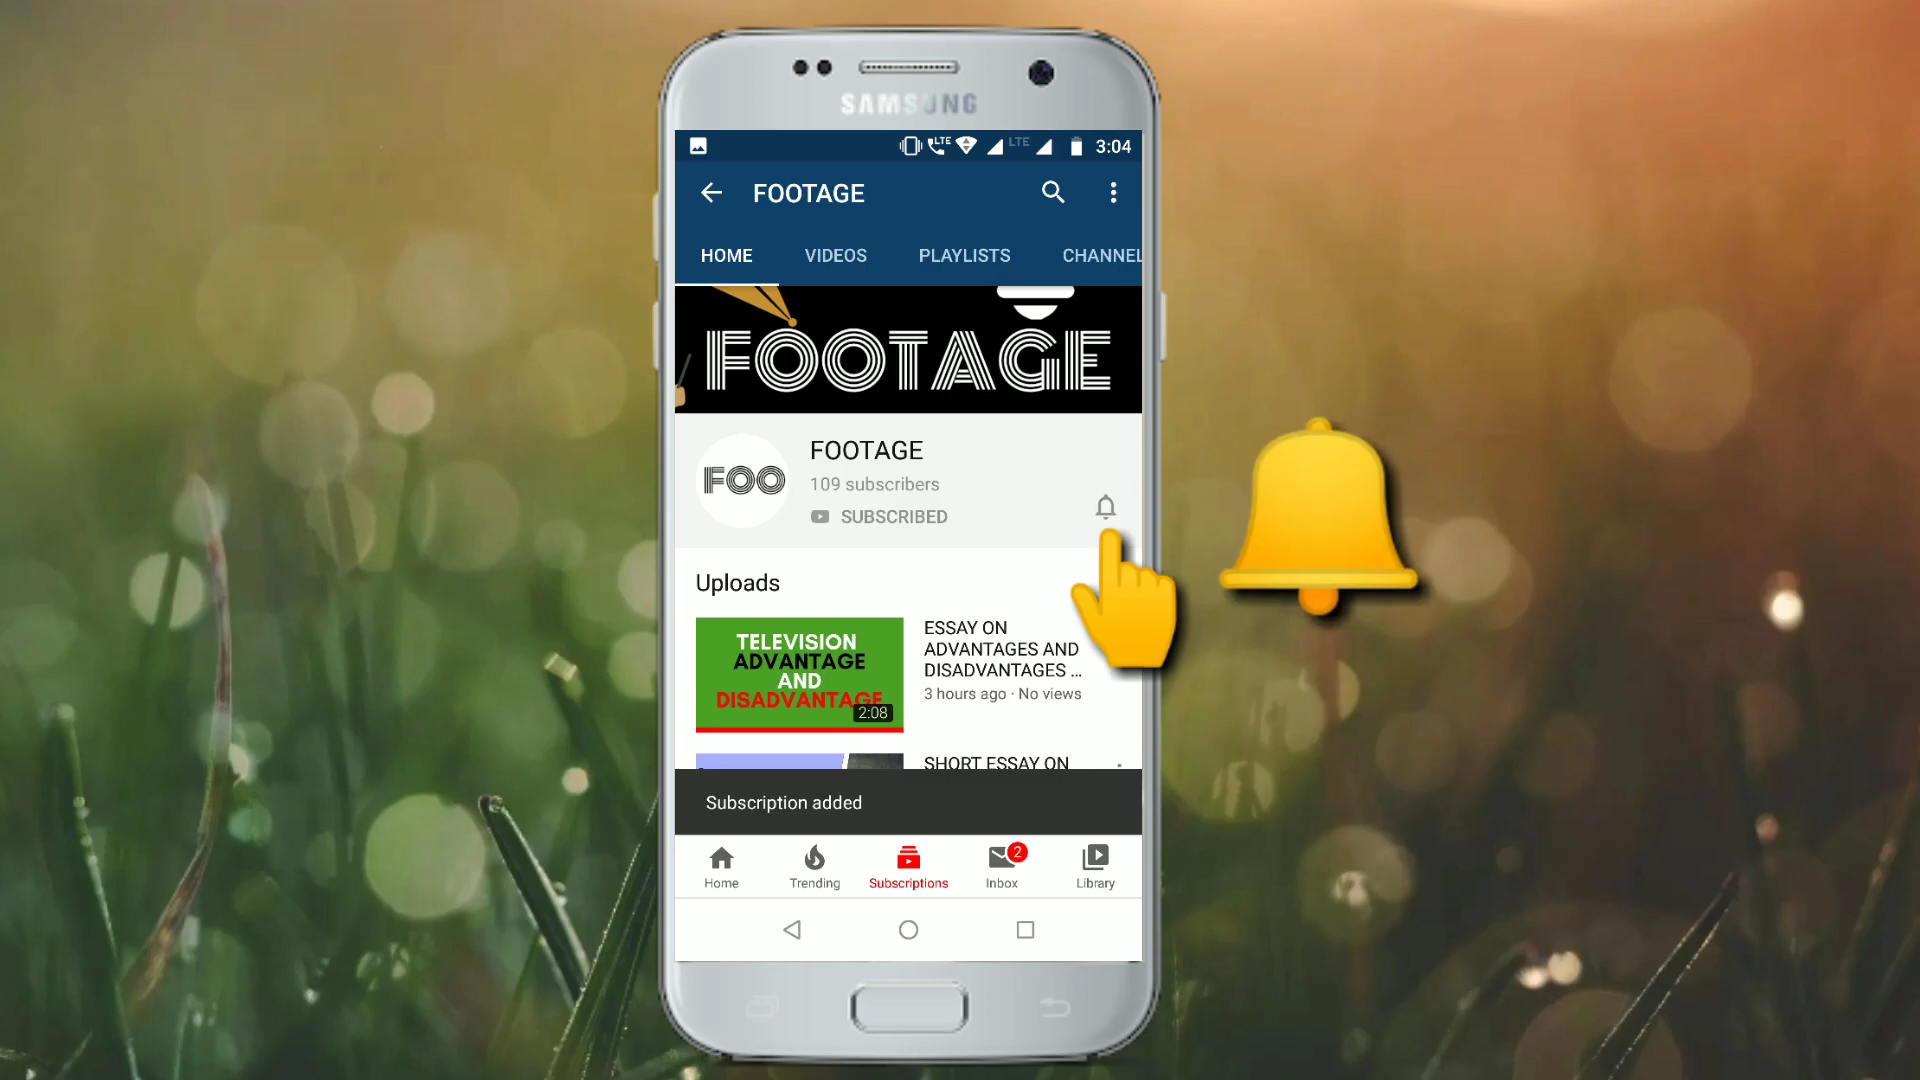 SAMSUNG
LTE LTE 3:04
FOOTAGE
HOME VIDEOS PLAYLISTS CHANNEL
FOOTAGE
FOO
FOOTAGE
109 subscribers
SUBSCRIBED
Uploads
TELEVISION
ADVANTAGE
AND
DISADVANTAGE
2:08
ESSAY ON
ADVANTAGES AND
DISADVANTAGES ...
3 hours ago · No views
SHORT ESSAY ON
Subscription added
2
Home Trending Subscriptions Inbox Library